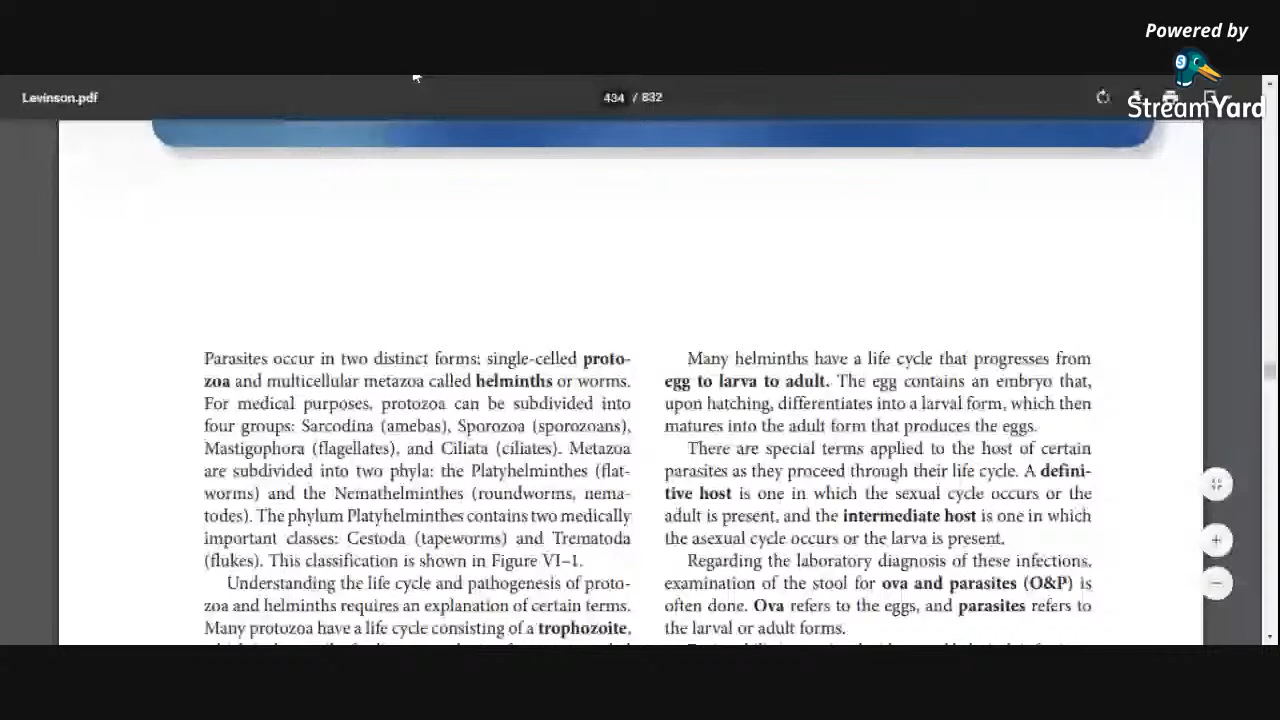 Powered by
StreamYard
Levinson.pdf
434 / 832
Parasites occur in two distinct forms: single-celled proto-
zoa and multicellular metazoa called helminths or worms.
For medical purposes, protozoa can be subdivided into
four groups: Sarcodina (amebas), Sporozoa (sporozoans),
Mastigophora (flagellates), and Ciliata (ciliates). Metazoa
are subdivided into two phyla: the Platyhelminthes (flat-
worms) and the Nemathelminthes (roundworms, nema-
todes). The phylum Platyhelminthes contains two medically
important classes: Cestoda (tapeworms) and Trematoda
(flukes). This classification is shown in Figure VI–1.
Understanding the life cycle and pathogenesis of proto-
zoa and helminths requires an explanation of certain terms.
Many protozoa have a life cycle consisting of a trophozoite,
Many helminths have a life cycle that progresses from
egg to larva to adult. The egg contains an embryo that,
upon hatching, differentiates into a larval form, which then
matures into the adult form that produces the eggs.
There are special terms applied to the host of certain
parasites as they proceed through their life cycle. A defini-
tive host is one in which the sexual cycle occurs or the
adult is present, and the intermediate host is one in which
the asexual cycle occurs or the larva is present.
Regarding the laboratory diagnosis of these infections,
examination of the stool for ova and parasites (O&P) is
often done. Ova refers to the eggs, and parasites refers to
the larval or adult forms.